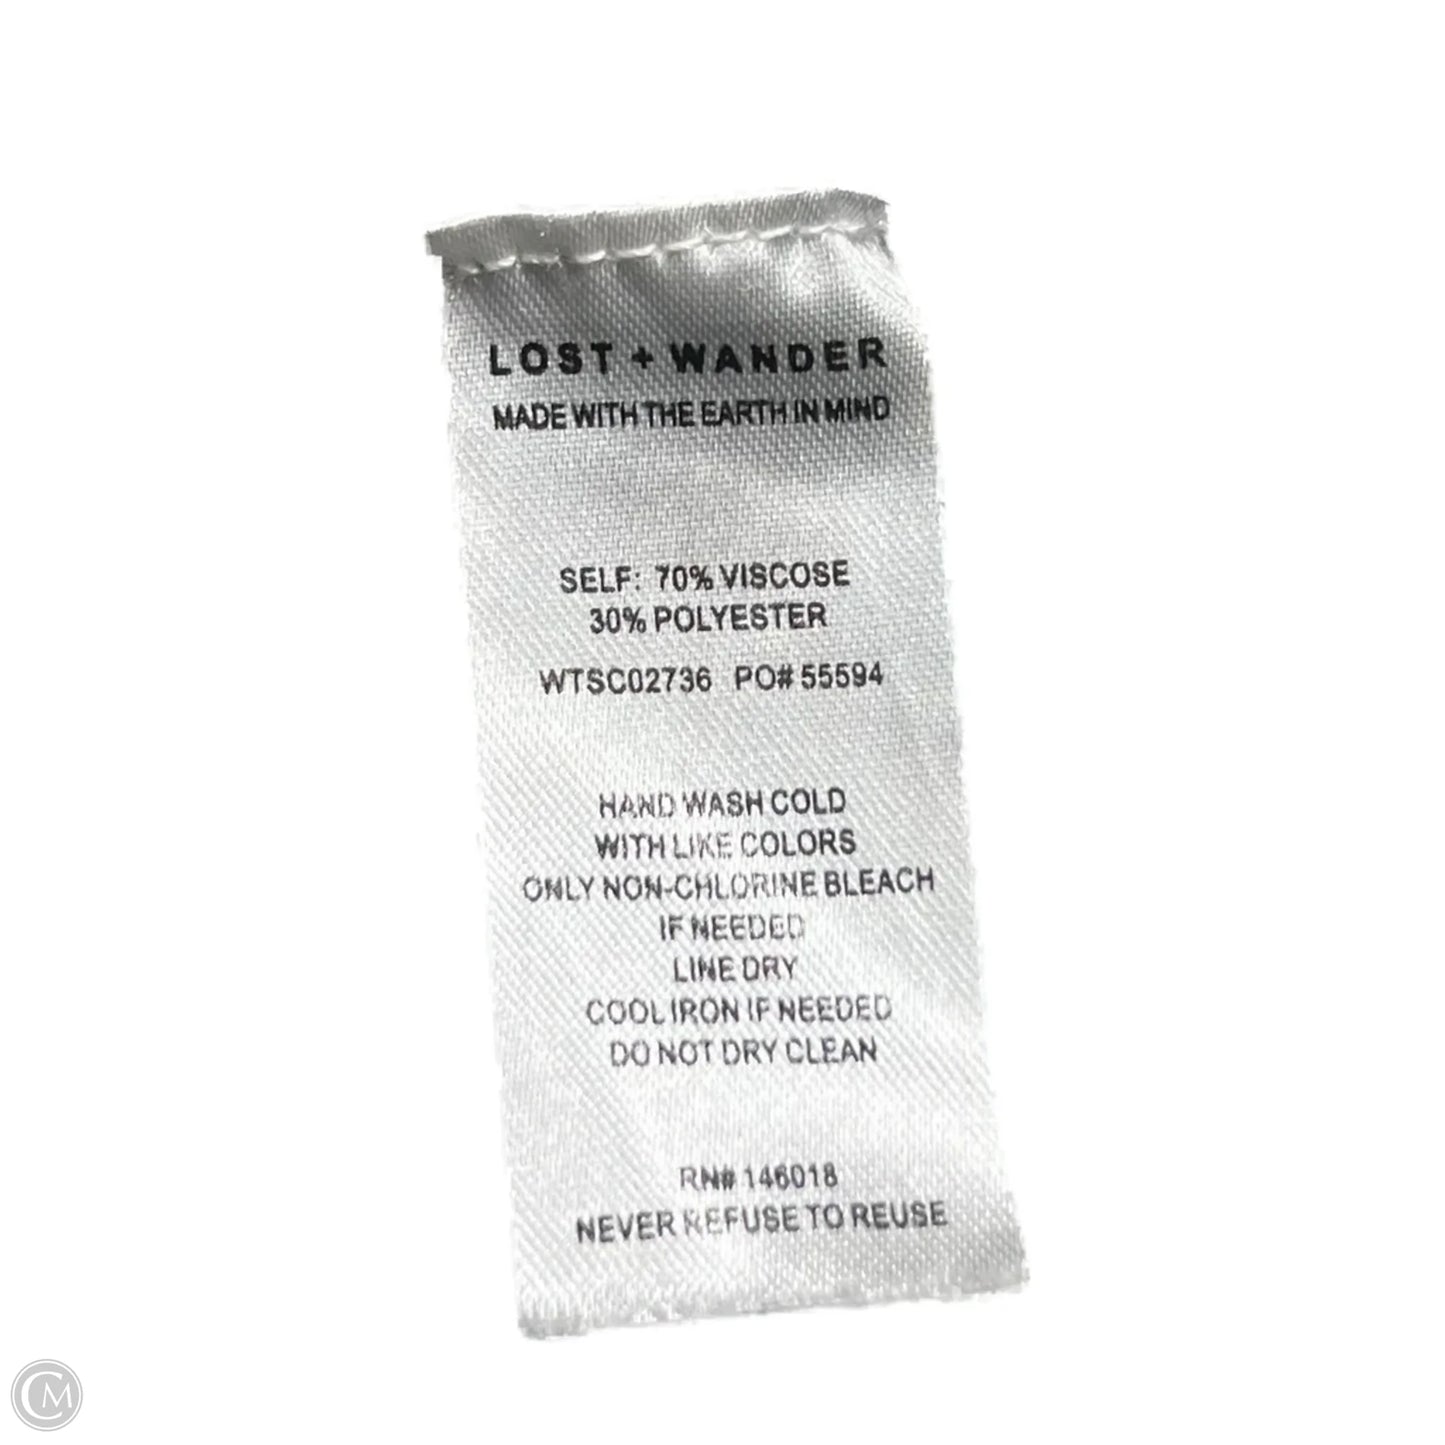 LOST + WANDER
MADE WITH THE EARTH IN MIND
SELF: 70% VISCOSE
30% POLYESTER
WTSC02736 PO# 55594
HAND WASH COLD
WITH LIKE COLORS
ONLY NON-CHLORINE BLEACH
IF NEEDED
LINE DRY
COOL IRON IF NEEDED
DO NOT DRY CLEAN
RN# 146018
NEVER REFUSE TO REUSE
CM